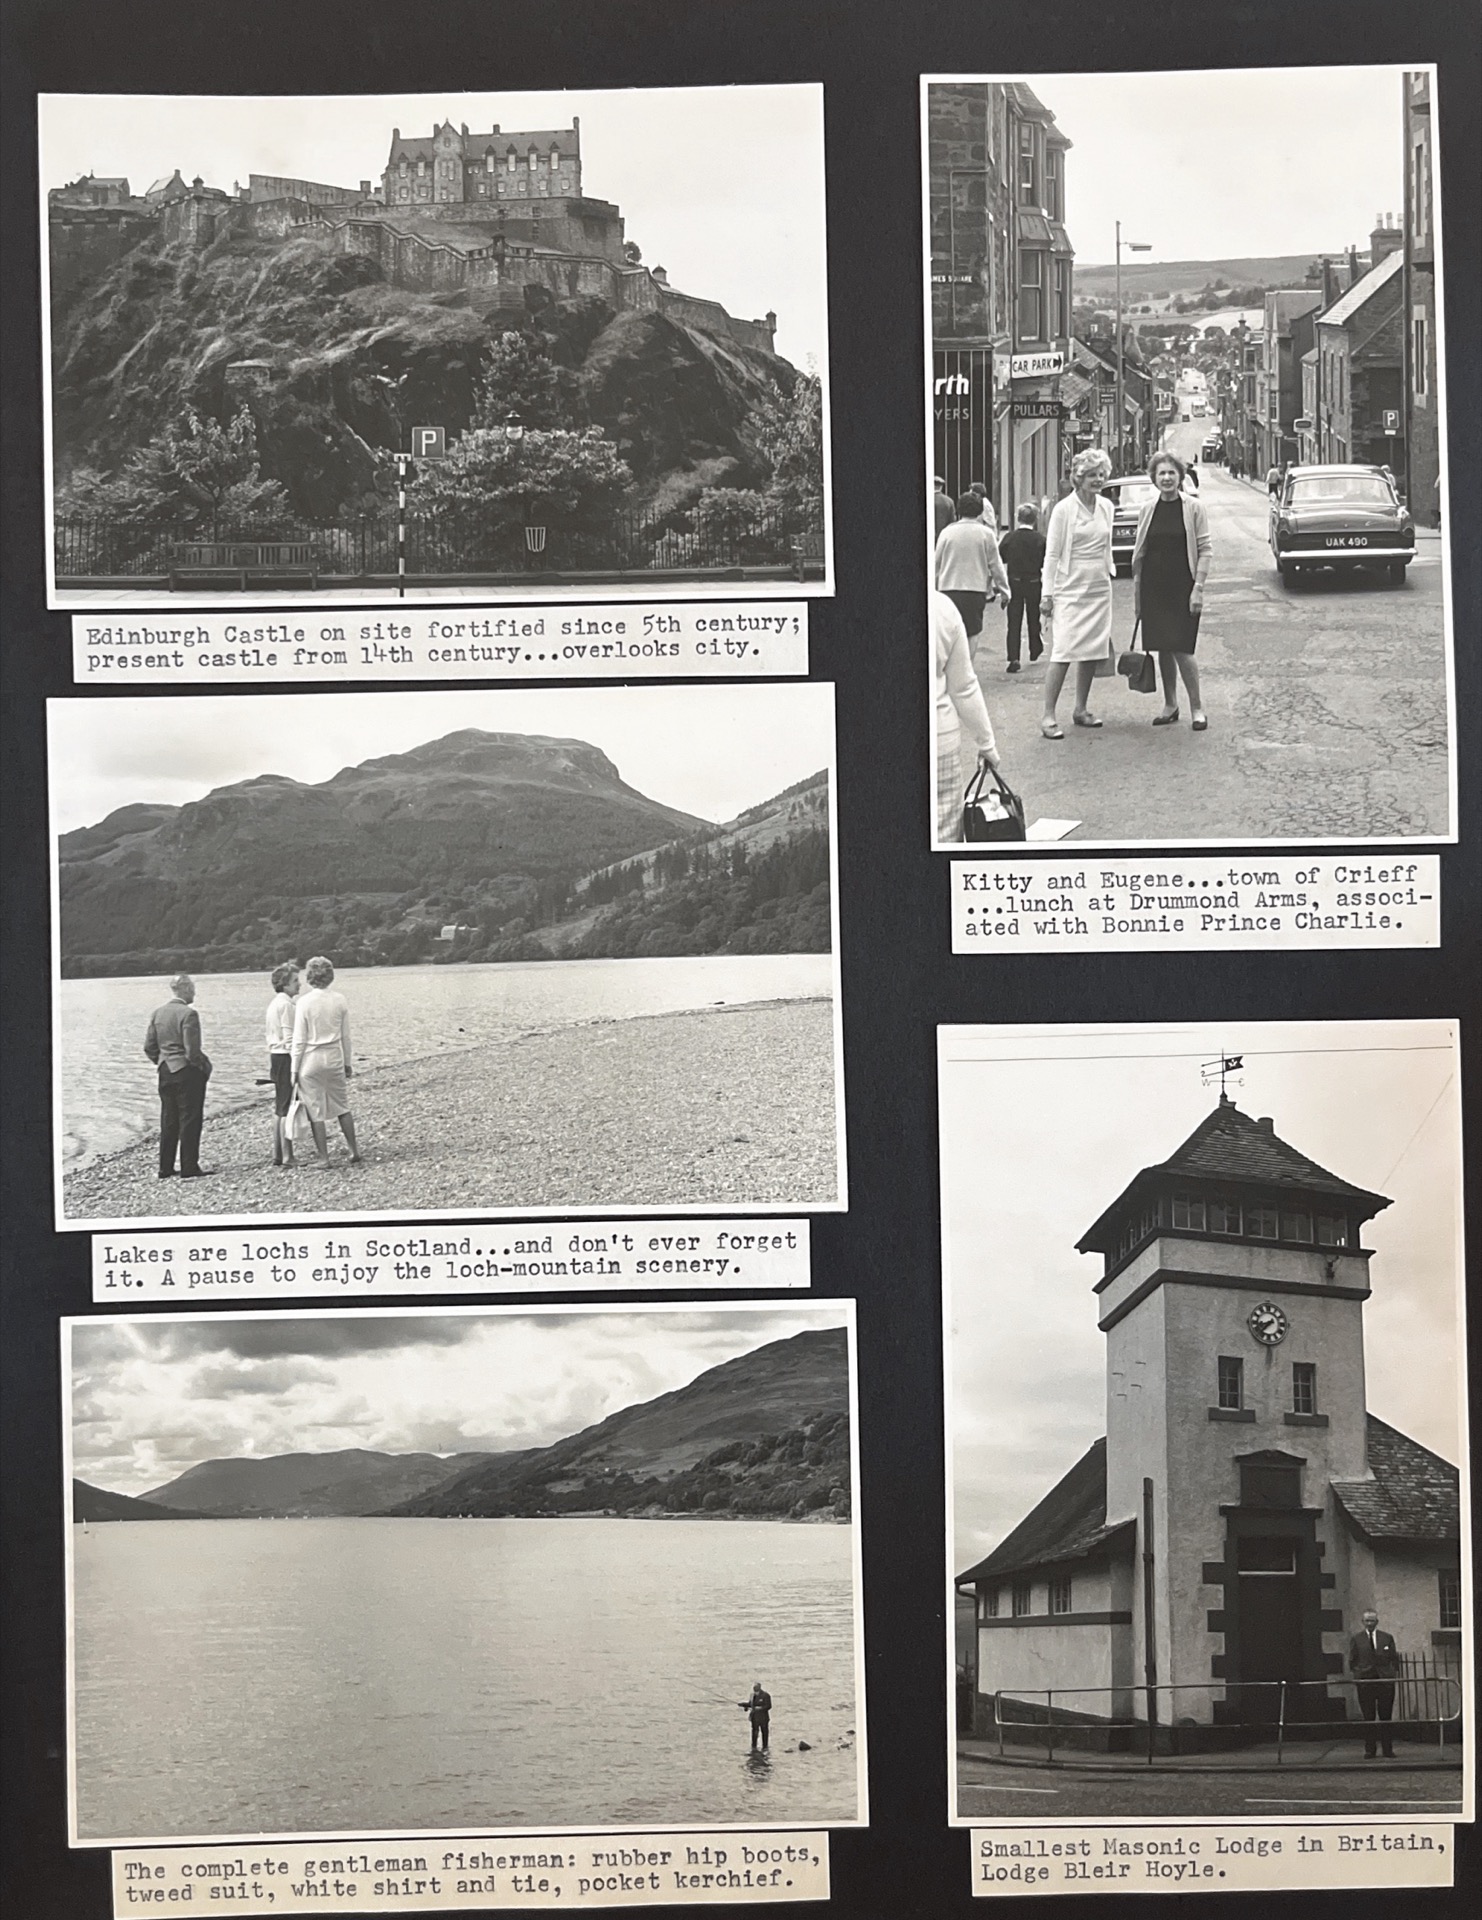 P
Edinburgh Castle on site fortified since 5th century;
present castle from 14th century...overlooks city.
Lakes are lochs in Scotland...and don't ever forget
it. A pause to enjoy the loch-mountain scenery.
The complete gentleman fisherman: rubber hip boots,
tweed suit, white shirt and tie, pocket kerchief.
CAR PARK
rth
YERS
PULLARS
P
ASK
UAK 490
Kitty and Eugene...town of Crieff
...lunch at Drummond Arms, associ-
ated with Bonnie Prince Charlie.
W E
Smallest Masonic Lodge in Britain,
Lodge Bleir Hoyle.